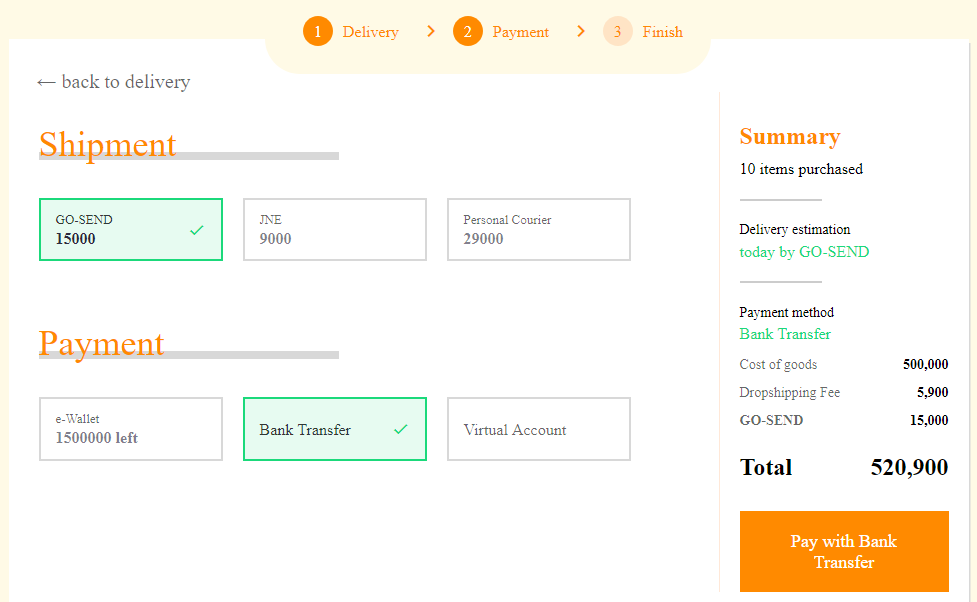 1 Delivery > 2 Payment > 3 Finish
← back to delivery
Shipment
GO-SEND
15000
JNE
9000
Personal Courier
29000
Payment
e-Wallet
1500000 left
Bank Transfer
Virtual Account
Summary
10 items purchased
Delivery estimation
today by GO-SEND
Payment method
Bank Transfer
Cost of goods 500,000
Dropshipping Fee 5,900
GO-SEND 15,000
Total 520,900
Pay with Bank
Transfer